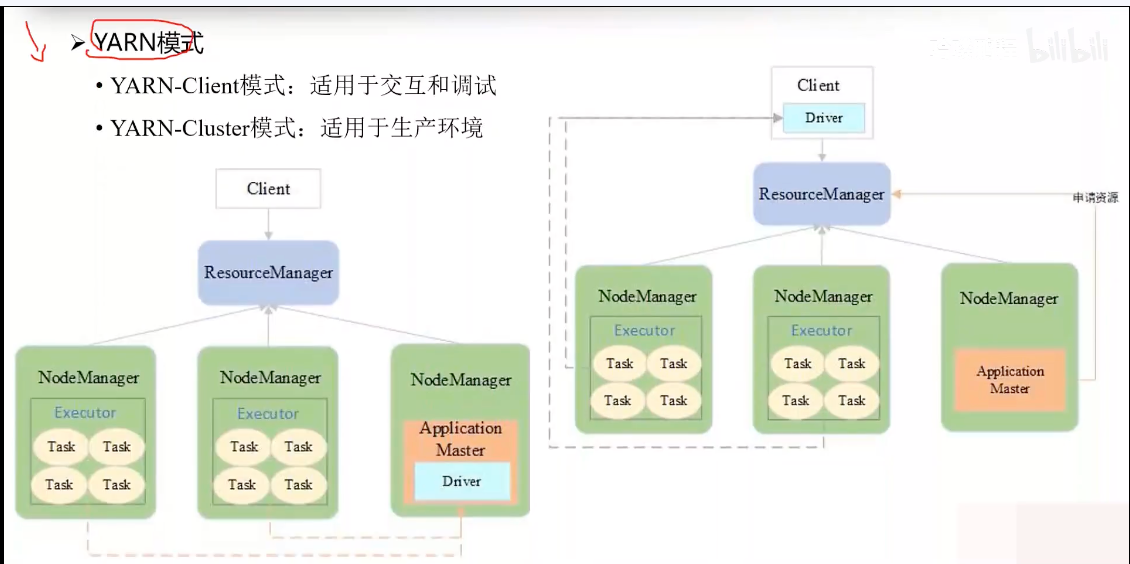 YARN模式
• YARN-Client模式：适用于交互和调试
• YARN-Cluster模式：适用于生产环境
Client
ResourceManager
NodeManager
Executor
Task Task
Task Task
NodeManager
Executor
Task Task
Task Task
NodeManager
Application
Master
Driver
Client
Driver
ResourceManager
申请资源
NodeManager
Executor
Task Task
Task Task
NodeManager
Executor
Task Task
Task Task
NodeManager
Application
Master
bilibili